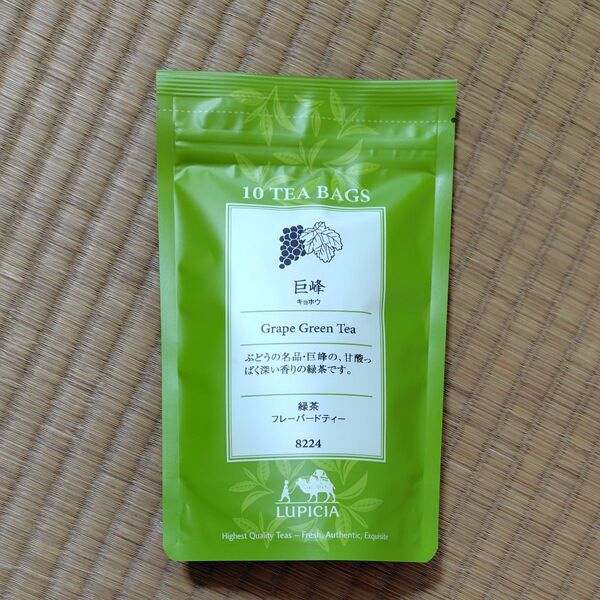 10 TEA BAGS
巨峰
キョホウ
Grape Green Tea
ぶどうの名品・巨峰の、甘酸っ
ぱく深い香りの緑茶です。
緑茶
フレーバードティー
8224
LUPICIA
Highest Quality Teas – Fresh, Authentic, Exquisite